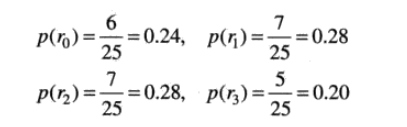 p(r₀) = 6/25 = 0.24, p(r₁) = 7/25 = 0.28
p(r₂) = 7/25 = 0.28, p(r₃) = 5/25 = 0.20